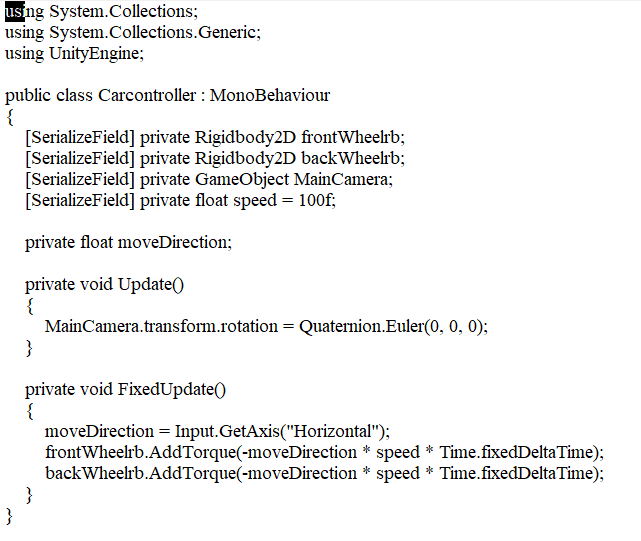 using System.Collections;
using System.Collections.Generic;
using UnityEngine;

public class Carcontroller : MonoBehaviour
{
    [SerializeField] private Rigidbody2D frontWheelrb;
    [SerializeField] private Rigidbody2D backWheelrb;
    [SerializeField] private GameObject MainCamera;
    [SerializeField] private float speed = 100f;

    private float moveDirection;

    private void Update()
    {
        MainCamera.transform.rotation = Quaternion.Euler(0, 0, 0);
    }

    private void FixedUpdate()
    {
        moveDirection = Input.GetAxis("Horizontal");
        frontWheelrb.AddTorque(-moveDirection * speed * Time.fixedDeltaTime);
        backWheelrb.AddTorque(-moveDirection * speed * Time.fixedDeltaTime);
    }
}